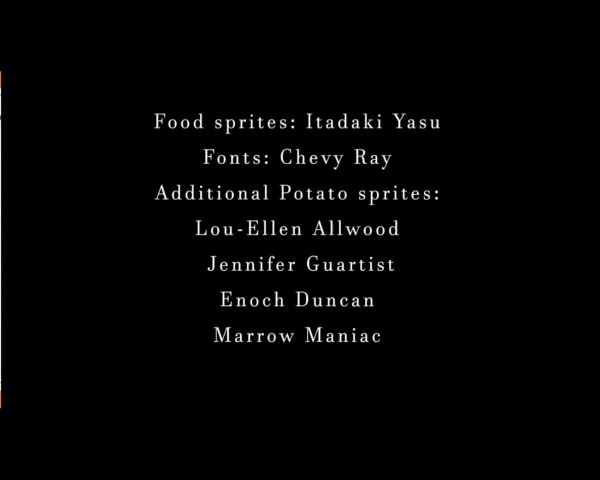 Food sprites: Itadaki Yasu
Fonts: Chevy Ray
Additional Potato sprites:
Lou-Ellen Allwood
Jennifer Guartist
Enoch Duncan
Marrow Maniac